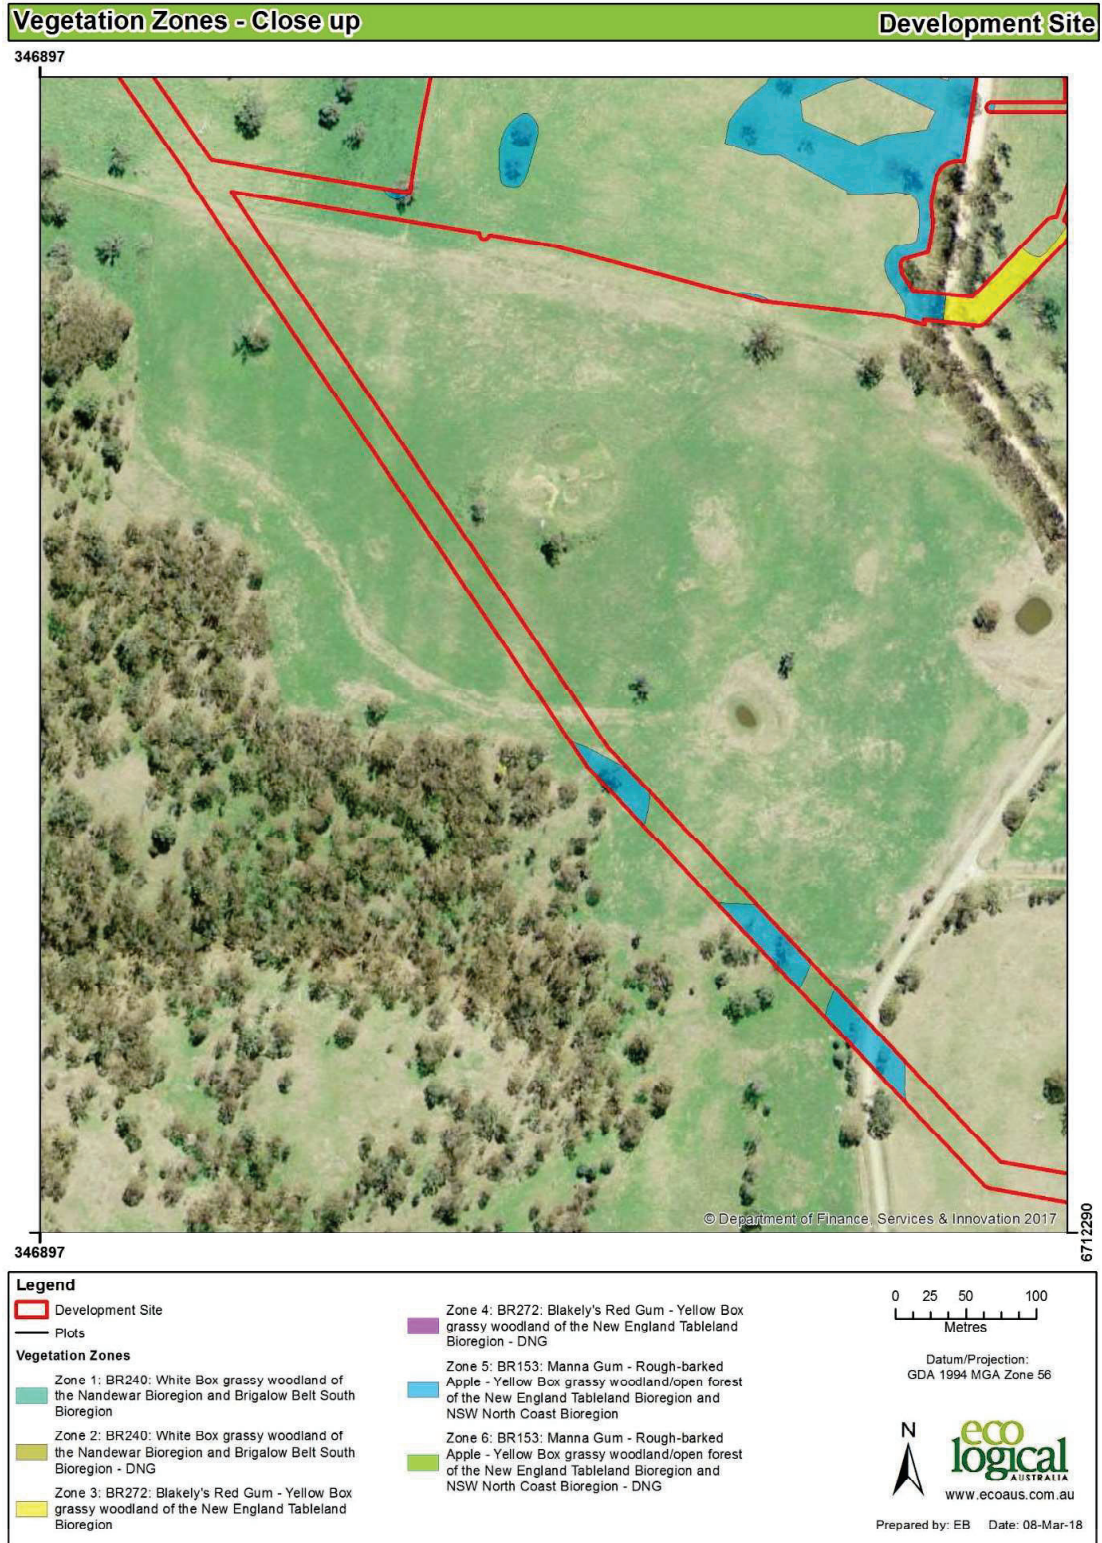 Vegetation Zones - Close up
Development Site
346897
© Department of Finance, Services & Innovation 2017
346897
6712290
Legend
Development Site
Plots
Vegetation Zones
Zone 1: BR240: White Box grassy woodland of
the Nandewar Bioregion and Brigalow Belt South
Bioregion
Zone 2: BR240: White Box grassy woodland of
the Nandewar Bioregion and Brigalow Belt South
Bioregion - DNG
Zone 3: BR272: Blakely's Red Gum - Yellow Box
grassy woodland of the New England Tableland
Bioregion
Zone 4: BR272: Blakely's Red Gum - Yellow Box
grassy woodland of the New England Tableland
Bioregion - DNG
Zone 5: BR153: Manna Gum - Rough-barked
Apple - Yellow Box grassy woodland/open forest
of the New England Tableland Bioregion and
NSW North Coast Bioregion
Zone 6: BR153: Manna Gum - Rough-barked
Apple - Yellow Box grassy woodland/open forest
of the New England Tableland Bioregion and
NSW North Coast Bioregion - DNG
0 25 50 100
Metres
Datum/Projection:
GDA 1994 MGA Zone 56
N
eco
logical
AUSTRALIA
www.ecoaus.com.au
Prepared by: EB Date: 08-Mar-18